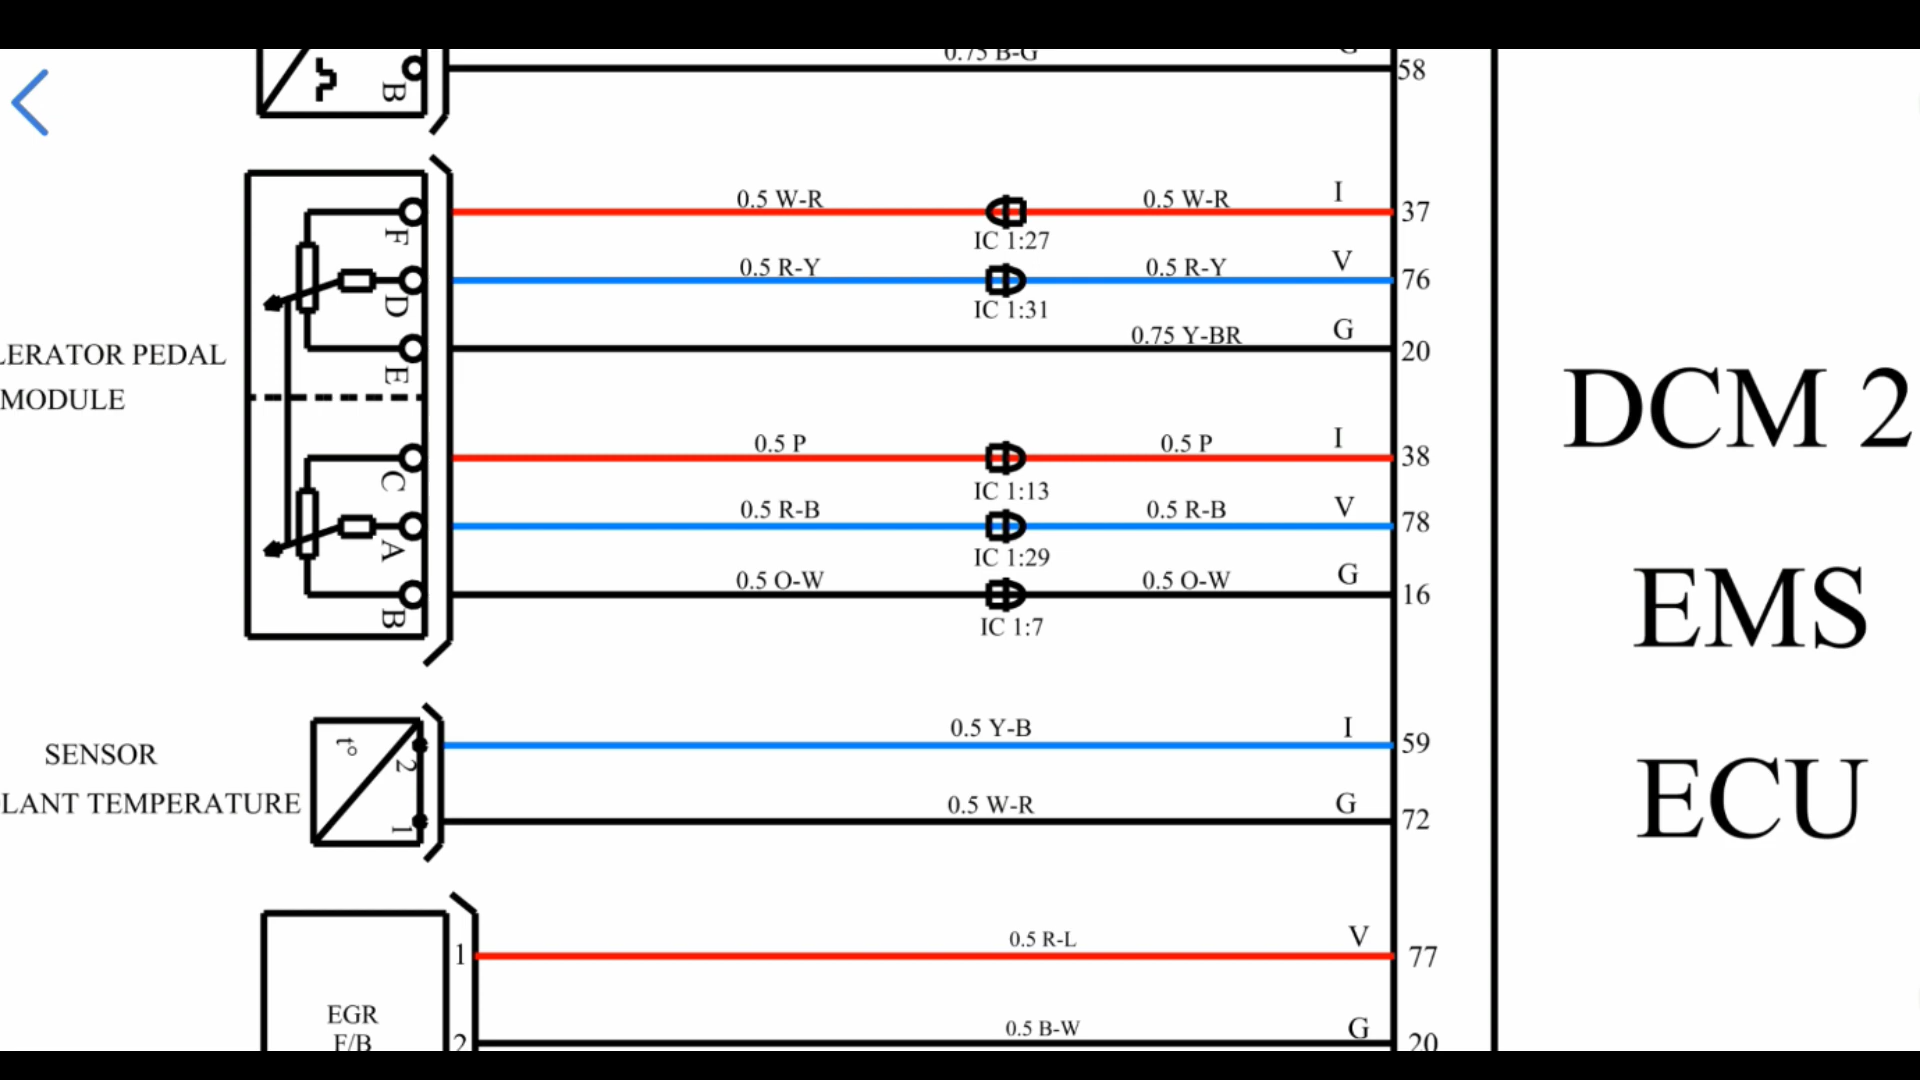 0.75 B-G
G
B
58
0.5 W-R
0.5 W-R
I
37
F
IC 1:27
0.5 R-Y
0.5 R-Y
V
76
D
IC 1:31
0.75 Y-BR
G
20
E
LERATOR PEDAL
MODULE
0.5 P
0.5 P
I
38
C
IC 1:13
0.5 R-B
0.5 R-B
V
78
A
IC 1:29
0.5 O-W
0.5 O-W
G
16
B
IC 1:7
DCM 2
EMS
ECU
SENSOR
LANT TEMPERATURE
t°
2
1
0.5 Y-B
I
59
0.5 W-R
G
72
1
0.5 R-L
V
77
EGR
F/B
2
0.5 B-W
G
20